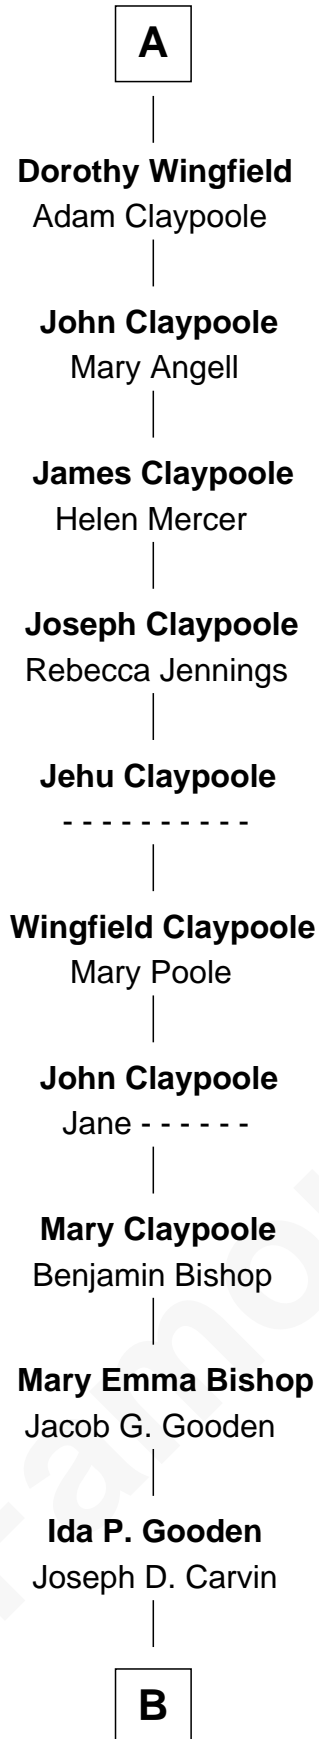 A
Dorothy Wingfield
Adam Claypoole
John Claypoole
Mary Angell
James Claypoole
Helen Mercer
Joseph Claypoole
Rebecca Jennings
Jehu Claypoole
- - - - - - - - - -
Wingfield Claypoole
Mary Poole
John Claypoole
Jane - - - - - -
Mary Claypoole
Benjamin Bishop
Mary Emma Bishop
Jacob G. Gooden
Ida P. Gooden
Joseph D. Carvin
B